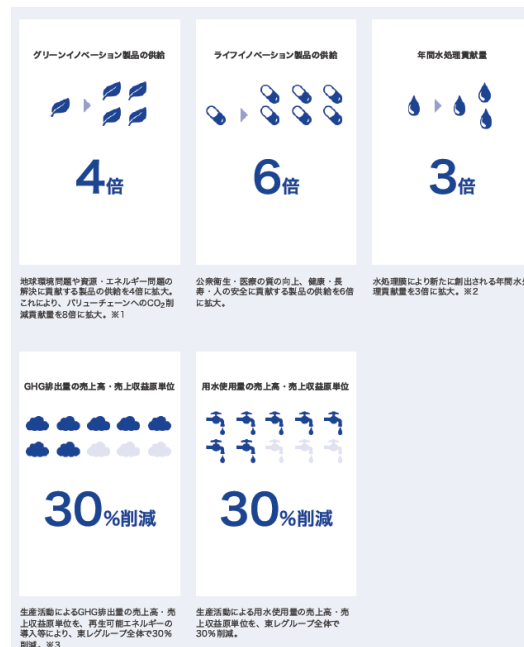 グリーンイノベーション製品の供給
4倍
地球環境問題や資源・エネルギー問題の
解決に貢献する製品の供給を4倍に拡大。
これにより、バリューチェーンへのCO2削
減貢献量を8倍に拡大。※1
ライフイノベーション製品の供給
6倍
公衆衛生・医療の質の向上、健康・長
寿・人の安全に貢献する製品の供給を6倍
に拡大。
年間水処理貢献量
3倍
水処理膜により新たに創出される年間水処
理貢献量を3倍に拡大。※2
GHG排出量の売上高・売上収益原単位
30%削減
生産活動によるGHG排出量の売上高・売
上収益原単位を、再生可能エネルギーの
導入等により、東レグループ全体で30%
削減。※3
用水使用量の売上高・売上収益原単位
30%削減
生産活動による用水使用量の売上高・売
上収益原単位を、東レグループ全体で
30%削減。